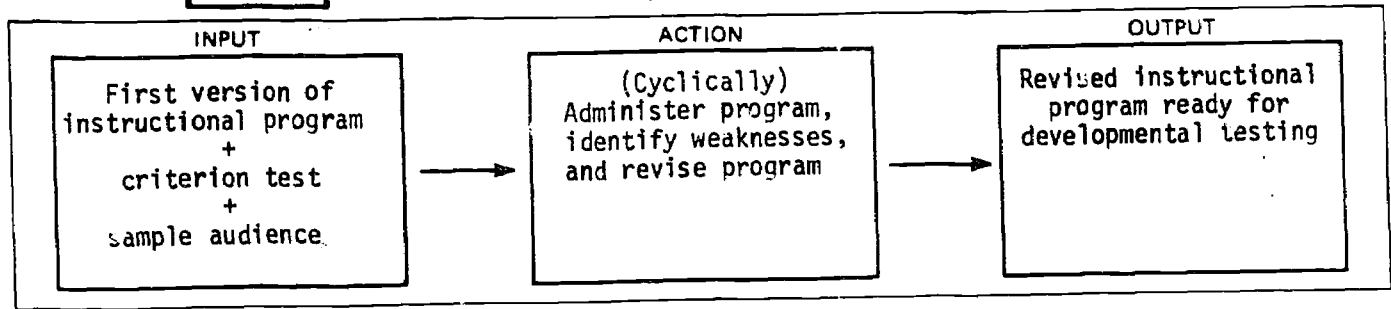 INPUT
First version of
instructional program
+
criterion test
+
sample audience
ACTION
(Cyclically)
Administer program,
identify weaknesses,
and revise program
OUTPUT
Revised instructional
program ready for
developmental testing